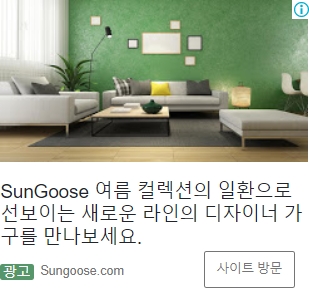 SunGoose 여름 컬렉션의 일환으로
선보이는 새로운 라인의 디자이너 가
구를 만나보세요.
광고 Sungoose.com
사이트 방문